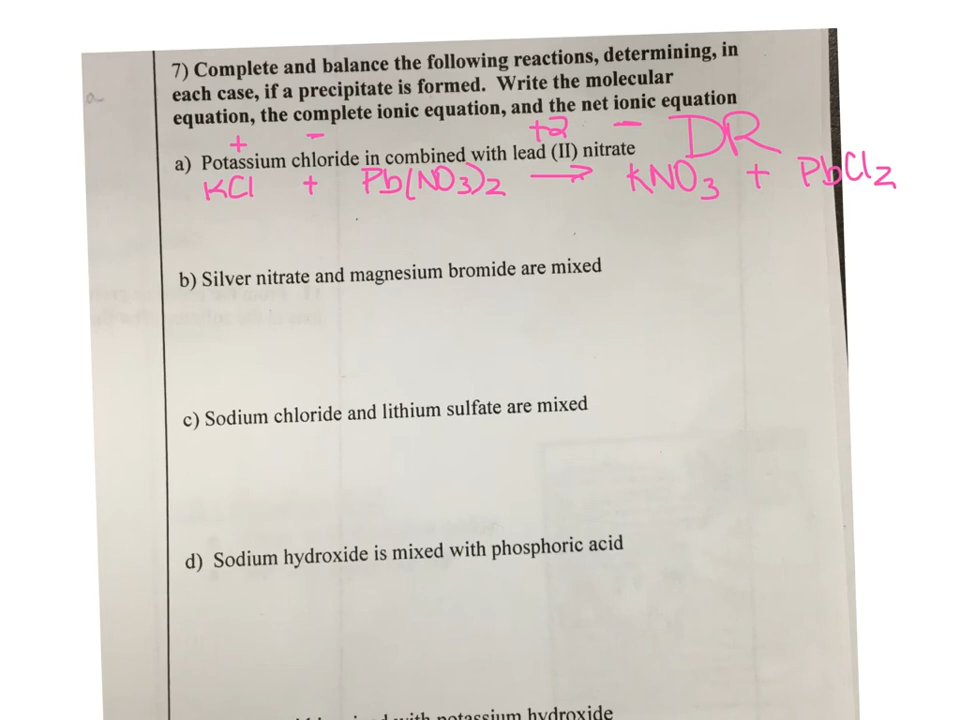 7) Complete and balance the following reactions, determining, in
each case, if a precipitate is formed. Write the molecular
equation, the complete ionic equation, and the net ionic equation
+ - +2 - DR
a) Potassium chloride in combined with lead (II) nitrate
KCl + Pb(NO3)2 → KNO3 + PbCl2
b) Silver nitrate and magnesium bromide are mixed
c) Sodium chloride and lithium sulfate are mixed
d) Sodium hydroxide is mixed with phosphoric acid
with potassium hydroxide